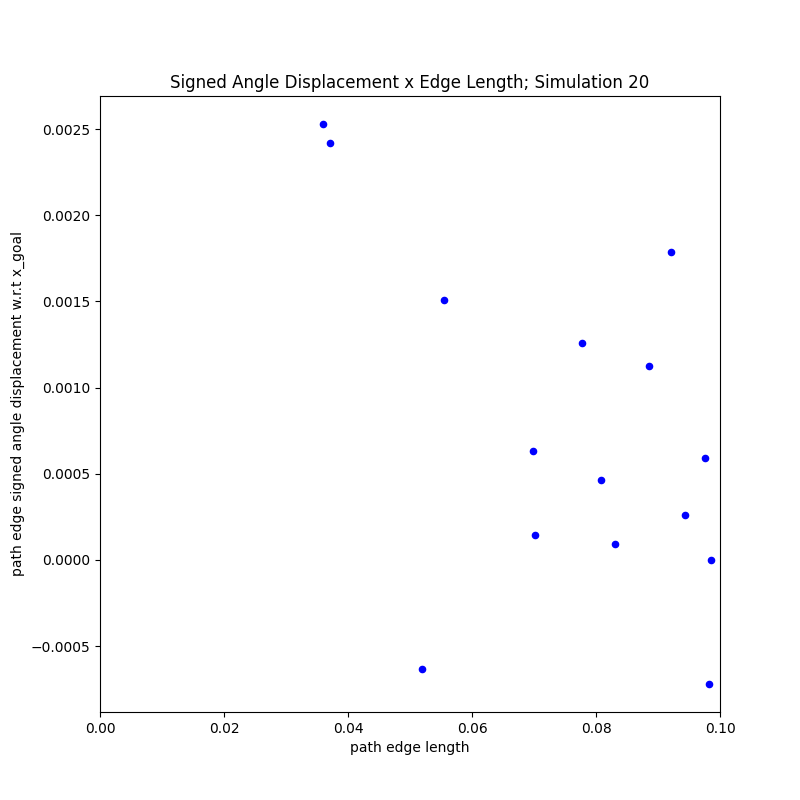 Signed Angle Displacement x Edge Length; Simulation 20
0.0025
0.0020
0.0015
0.0010
0.0005
0.0000
−0.0005
path edge signed angle displacement w.r.t x_goal
0.00 0.02 0.04 0.06 0.08 0.10
path edge length